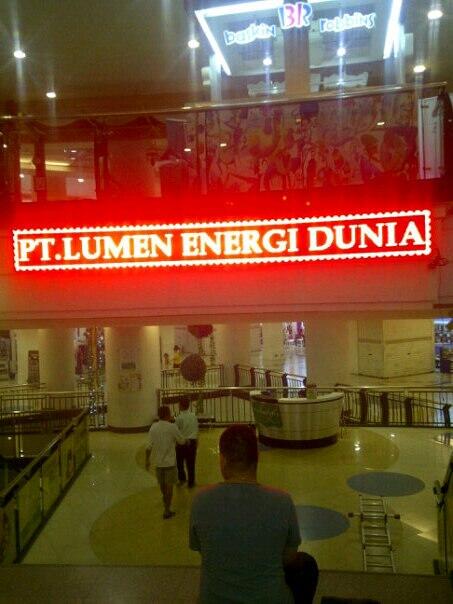 baskin BR robbins
PT.LUMEN ENERGI DUNIA